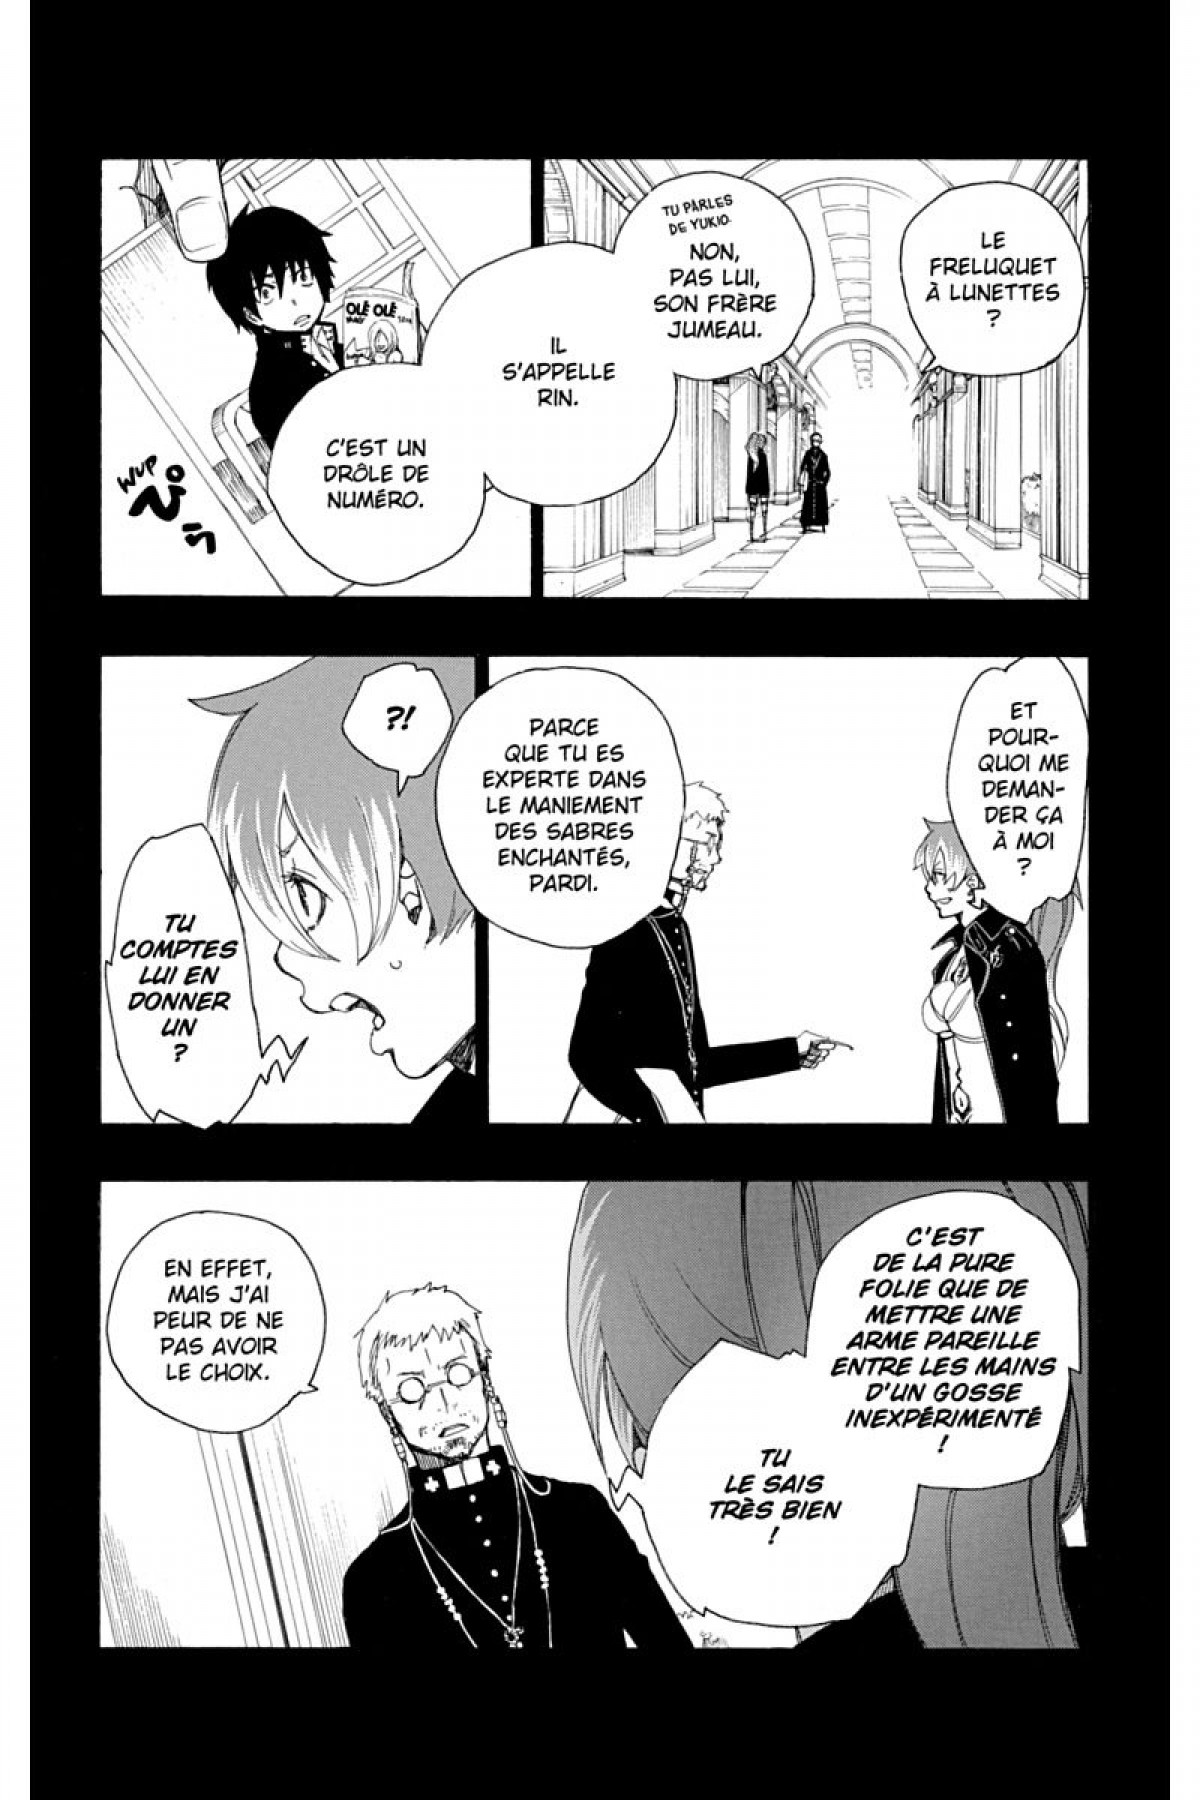 LE
FRELUQUET
À LUNETTES
?
TU PARLES
DE YUKIO.
NON,
PAS LUI,
SON FRÈRE
JUMEAU.
IL
S'APPELLE
RIN.
C'EST UN
DRÔLE DE
NUMÉRO.
OLÉ OLÉ
WUP
ぴ
ら
ET
POUR-
QUOI ME
DEMAN-
DER ÇA
À MOI
?
PARCE
QUE TU ES
EXPERTE DANS
LE MANIEMENT
DES SABRES
ENCHANTÉS,
PARDI.
?!
TU
COMPTES
LUI EN
DONNER
UN
?
C'EST
DE LA PURE
FOLIE QUE DE
METTRE UNE
ARME PAREILLE
ENTRE LES MAINS
D'UN GOSSE
INEXPÉRIMENTÉ
!
TU
LE SAIS
TRÈS BIEN
!
EN EFFET,
MAIS J'AI
PEUR DE NE
PAS AVOIR
LE CHOIX.